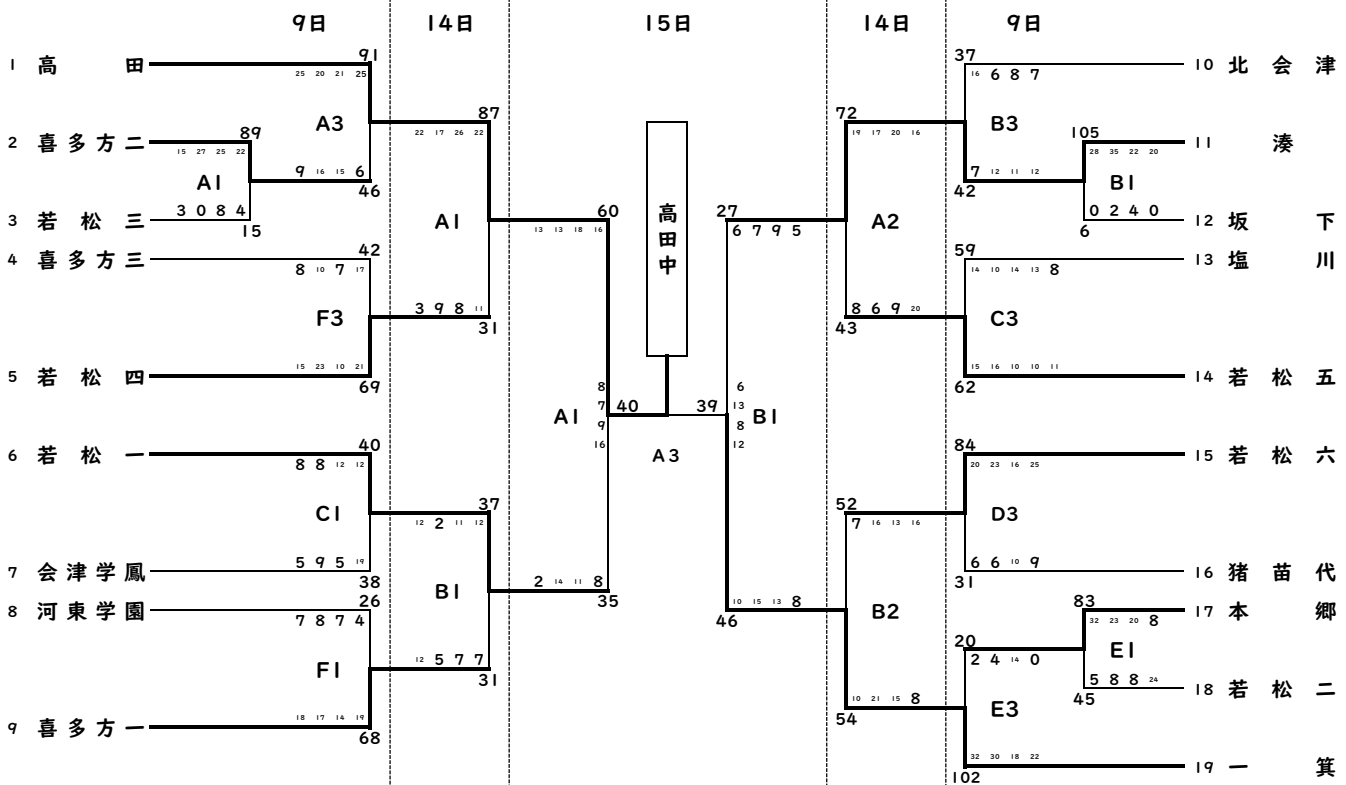 9日 14日 15日 14日 9日
91 37
1 高田 10 北会津
25 20 21 25 16 6 8 7
87 72
A3 22 17 26 22 19 17 20 16 B3
89 105
2 喜多方二 11 湊
15 27 25 22 28 35 22 20
9 16 15 6 7 12 11 12
A1 B1
46 42
3 0 8 4 0 2 4 0
3 若松三 12 坂下
15 6
60 27
A1 A2
13 13 18 16 6 7 9 5
高田中
42 59
4 喜多方三 13 塩川
8 10 7 17 14 10 14 13 8
3 9 8 11 8 6 9 20
F3 C3
31 43
15 23 10 21 15 16 10 10 11
5 若松四 14 若松五
69 62
8 6
7 40 39 13
A1 B1
9 8
16 12
A3
40 84
6 若松一 15 若松六
8 8 12 12 20 23 16 25
37 52
C1 D3
12 2 11 12 7 16 13 16
5 9 5 19 6 6 10 9
7 会津学鳳 16 猪苗代
38 31
2 14 11 8 10 15 13 8
35 46
B1 B2
26 83
8 河東学園 17 本郷
7 8 7 4 32 23 20 8
20
E1
12 5 7 7 2 4 14 0
F1
31 5 8 8 24
18 若松二
45
10 21 15 8
E3
54
18 17 14 19
9 喜多方一
68
32 30 18 22
19 一箕
102